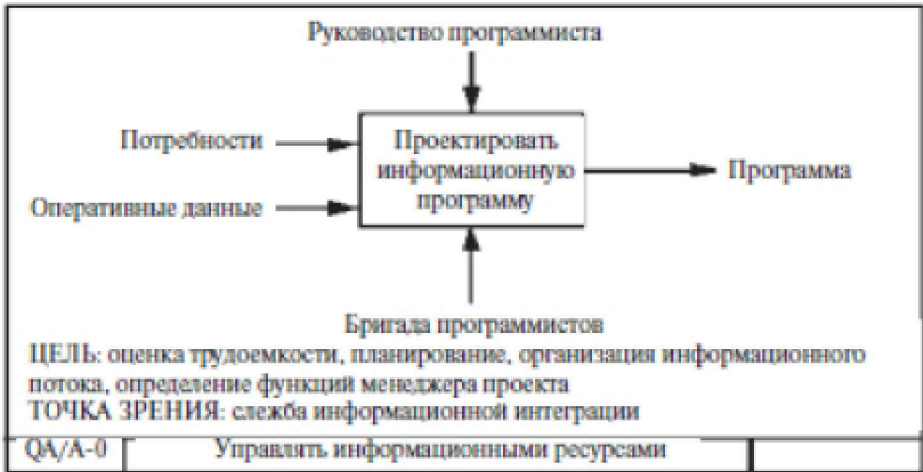 Руководство программиста
Потребности
Проектировать
информационную
программу
Программа
Оперативные данные
Бригада программистов
ЦЕЛЬ: оценка трудоемкости, планирование, организация информационного
потока, определение функций менеджера проекта
ТОЧКА ЗРЕНИЯ: слежба информационной интеграции
QA/A-0 Управлять информационными ресурсами